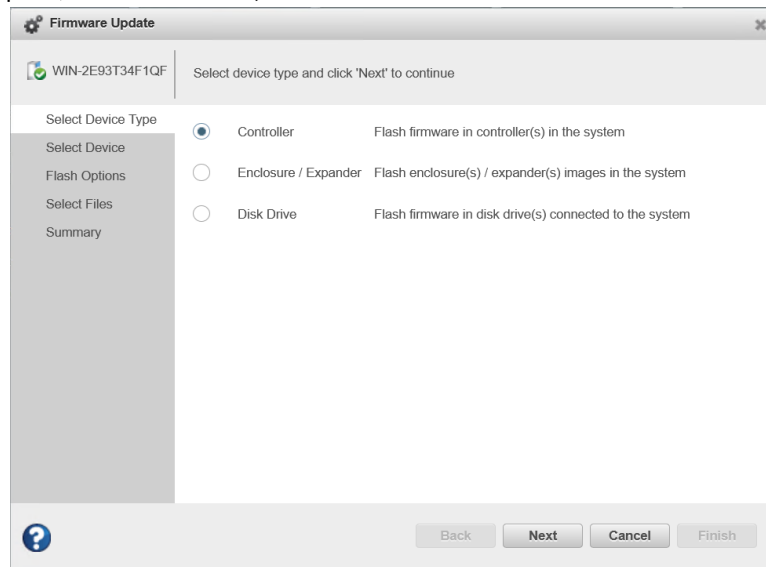 Firmware Update
WIN-2E93T34F1QF
Select device type and click 'Next' to continue
Select Device Type
Select Device
Flash Options
Select Files
Summary
Controller Flash firmware in controller(s) in the system
Enclosure / Expander Flash enclosure(s) / expander(s) images in the system
Disk Drive Flash firmware in disk drive(s) connected to the system
Back Next Cancel Finish